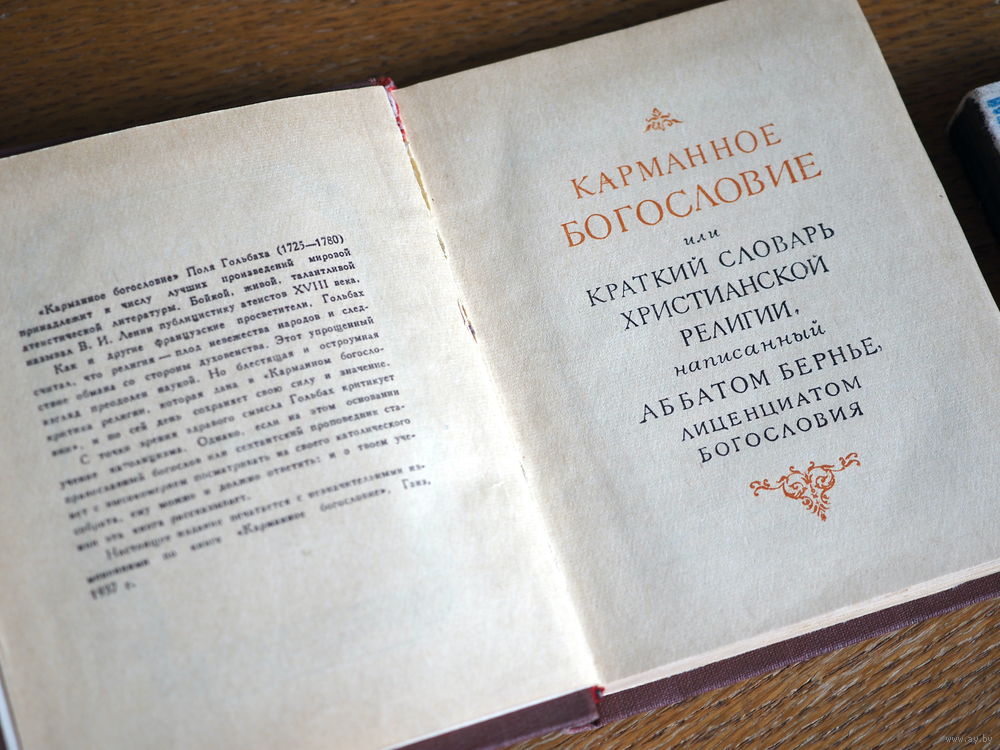 «Карманное богословие» Поля Гольбаха (1725—1780)
принадлежит к числу лучших произведений мировой
атеистической литературы. Бойкой, живой, талантливой
называл В. И. Ленин публицистику атеистов XVIII века.
Как и другие французские просветители, Гольбах
считал, что религия — плод невежества народов и след-
ствие обмана со стороны духовенства. Этот упрощенный
взгляд преодолен наукой. Но блестящая и остроумная
критика религии, которая дана в «Карманном богосло-
вии», и по сей день сохраняет свою силу и значение.
С точки зрения здравого смысла Гольбах критикует
учение католицизма. Однако, если на этом основании
православный богослов или сектантский проповедник ста-
нет с высокомерием посматривать на своего католического
собрата, ему можно и должно ответить: и о твоем уче-
нии эта книга рассказывает.
Настоящее издание печатается с незначительными из-
менениями по книге «Карманное богословие», Гаиз,
1937 г.
КАРМАННОЕ
БОГОСЛОВИЕ
или
КРАТКИЙ СЛОВАРЬ
ХРИСТИАНСКОЙ
РЕЛИГИИ,
написанный
АББАТОМ БЕРНЬЕ,
ЛИЦЕНЦИАТОМ
БОГОСЛОВИЯ
www.ay.by